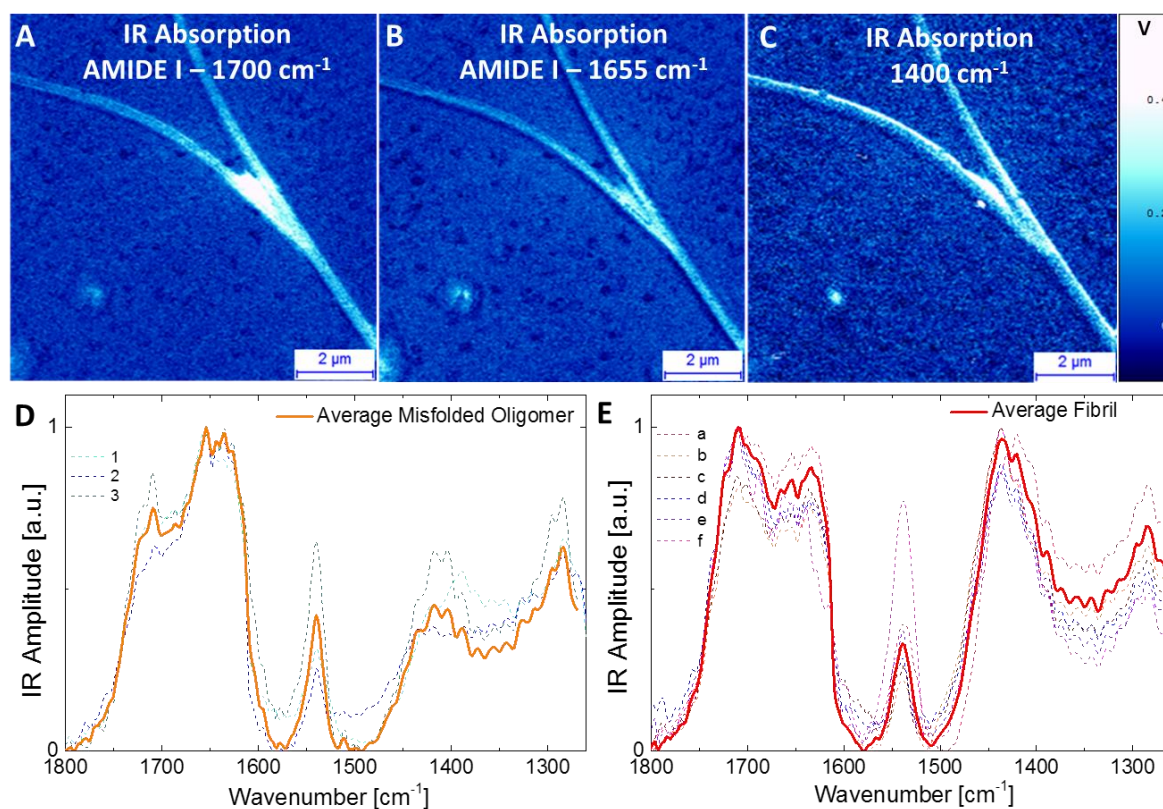 A
IR Absorption
AMIDE I – 1700 cm⁻¹
2 µm
B
IR Absorption
AMIDE I – 1655 cm⁻¹
2 µm
C
IR Absorption
1400 cm⁻¹
2 µm
V
D
Average Misfolded Oligomer
1
2
3
1
0
IR Amplitude [a.u.]
1800 1700 1600 1500 1400 1300
Wavenumber [cm⁻¹]
E
Average Fibril
a
b
c
d
e
f
1
0
IR Amplitude [a.u.]
1800 1700 1600 1500 1400 1300
Wavenumber [cm⁻¹]